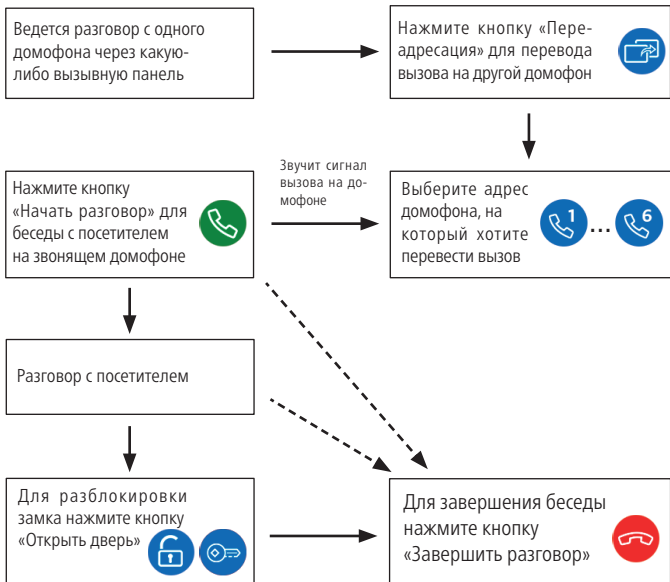 Ведется разговор с одного
домофона через какую-
либо вызывную панель
Нажмите кнопку «Пере-
адресация» для перевода
вызова на другой домофон
Нажмите кнопку
«Начать разговор» для
беседы с посетителем
на звонящем домофоне
Звучит сигнал
вызова на до-
мофоне
Выберите адрес
домофона, на
который хотите
перевести вызов
1 ... 6
Разговор с посетителем
Для разблокировки
замка нажмите кнопку
«Открыть дверь»
Для завершения беседы
нажмите кнопку
«Завершить разговор»